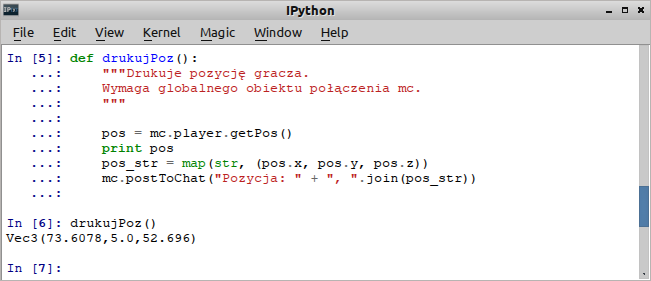 IPython
File Edit View Kernel Magic Window Help
In [5]: def drukujPoz():
   ...:     """Drukuje pozycję gracza.
   ...:     Wymaga globalnego obiektu połączenia mc.
   ...:     """
   ...:
   ...:     pos = mc.player.getPos()
   ...:     print pos
   ...:     pos_str = map(str, (pos.x, pos.y, pos.z))
   ...:     mc.postToChat("Pozycja: " + ", ".join(pos_str))
   ...:
In [6]: drukujPoz()
Vec3(73.6078,5.0,52.696)
In [7]: